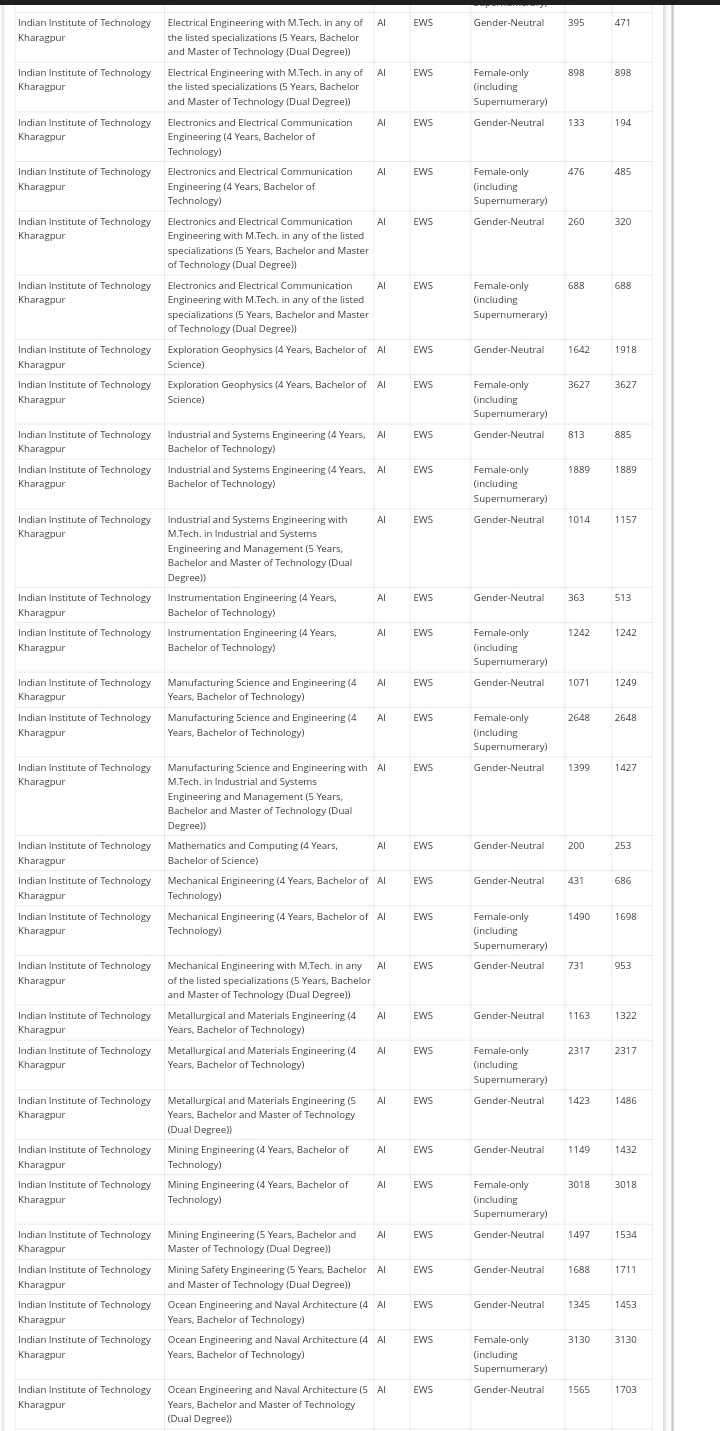 Indian Institute of Technology Kharagpur Electrical Engineering with M.Tech. in any of the listed specializations (5 Years, Bachelor and Master of Technology (Dual Degree)) AI EWS Gender-Neutral 395 471
Indian Institute of Technology Kharagpur Electrical Engineering with M.Tech. in any of the listed specializations (5 Years, Bachelor and Master of Technology (Dual Degree)) AI EWS Female-only (including Supernumerary) 898 898
Indian Institute of Technology Kharagpur Electronics and Electrical Communication Engineering (4 Years, Bachelor of Technology) AI EWS Gender-Neutral 133 194
Indian Institute of Technology Kharagpur Electronics and Electrical Communication Engineering (4 Years, Bachelor of Technology) AI EWS Female-only (including Supernumerary) 476 485
Indian Institute of Technology Kharagpur Electronics and Electrical Communication Engineering with M.Tech. in any of the listed specializations (5 Years, Bachelor and Master of Technology (Dual Degree)) AI EWS Gender-Neutral 260 320
Indian Institute of Technology Kharagpur Electronics and Electrical Communication Engineering with M.Tech. in any of the listed specializations (5 Years, Bachelor and Master of Technology (Dual Degree)) AI EWS Female-only (including Supernumerary) 688 688
Indian Institute of Technology Kharagpur Exploration Geophysics (4 Years, Bachelor of Science) AI EWS Gender-Neutral 1642 1918
Indian Institute of Technology Kharagpur Exploration Geophysics (4 Years, Bachelor of Science) AI EWS Female-only (including Supernumerary) 3627 3627
Indian Institute of Technology Kharagpur Industrial and Systems Engineering (4 Years, Bachelor of Technology) AI EWS Gender-Neutral 813 885
Indian Institute of Technology Kharagpur Industrial and Systems Engineering (4 Years, Bachelor of Technology) AI EWS Female-only (including Supernumerary) 1889 1889
Indian Institute of Technology Kharagpur Industrial and Systems Engineering with M.Tech. in Industrial and Systems Engineering and Management (5 Years, Bachelor and Master of Technology (Dual Degree)) AI EWS Gender-Neutral 1014 1157
Indian Institute of Technology Kharagpur Instrumentation Engineering (4 Years, Bachelor of Technology) AI EWS Gender-Neutral 363 513
Indian Institute of Technology Kharagpur Instrumentation Engineering (4 Years, Bachelor of Technology) AI EWS Female-only (including Supernumerary) 1242 1242
Indian Institute of Technology Kharagpur Manufacturing Science and Engineering (4 Years, Bachelor of Technology) AI EWS Gender-Neutral 1071 1249
Indian Institute of Technology Kharagpur Manufacturing Science and Engineering (4 Years, Bachelor of Technology) AI EWS Female-only (including Supernumerary) 2648 2648
Indian Institute of Technology Kharagpur Manufacturing Science and Engineering with M.Tech. in Industrial and Systems Engineering and Management (5 Years, Bachelor and Master of Technology (Dual Degree)) AI EWS Gender-Neutral 1399 1427
Indian Institute of Technology Kharagpur Mathematics and Computing (4 Years, Bachelor of Science) AI EWS Gender-Neutral 200 253
Indian Institute of Technology Kharagpur Mechanical Engineering (4 Years, Bachelor of Technology) AI EWS Gender-Neutral 431 686
Indian Institute of Technology Kharagpur Mechanical Engineering (4 Years, Bachelor of Technology) AI EWS Female-only (including Supernumerary) 1490 1698
Indian Institute of Technology Kharagpur Mechanical Engineering with M.Tech. in any of the listed specializations (5 Years, Bachelor and Master of Technology (Dual Degree)) AI EWS Gender-Neutral 731 953
Indian Institute of Technology Kharagpur Metallurgical and Materials Engineering (4 Years, Bachelor of Technology) AI EWS Gender-Neutral 1163 1322
Indian Institute of Technology Kharagpur Metallurgical and Materials Engineering (4 Years, Bachelor of Technology) AI EWS Female-only (including Supernumerary) 2317 2317
Indian Institute of Technology Kharagpur Metallurgical and Materials Engineering (5 Years, Bachelor and Master of Technology (Dual Degree)) AI EWS Gender-Neutral 1423 1486
Indian Institute of Technology Kharagpur Mining Engineering (4 Years, Bachelor of Technology) AI EWS Gender-Neutral 1149 1432
Indian Institute of Technology Kharagpur Mining Engineering (4 Years, Bachelor of Technology) AI EWS Female-only (including Supernumerary) 3018 3018
Indian Institute of Technology Kharagpur Mining Engineering (5 Years, Bachelor and Master of Technology (Dual Degree)) AI EWS Gender-Neutral 1497 1534
Indian Institute of Technology Kharagpur Mining Safety Engineering (5 Years, Bachelor and Master of Technology (Dual Degree)) AI EWS Gender-Neutral 1688 1711
Indian Institute of Technology Kharagpur Ocean Engineering and Naval Architecture (4 Years, Bachelor of Technology) AI EWS Gender-Neutral 1345 1453
Indian Institute of Technology Kharagpur Ocean Engineering and Naval Architecture (4 Years, Bachelor of Technology) AI EWS Female-only (including Supernumerary) 3130 3130
Indian Institute of Technology Kharagpur Ocean Engineering and Naval Architecture (5 Years, Bachelor and Master of Technology (Dual Degree)) AI EWS Gender-Neutral 1565 1703